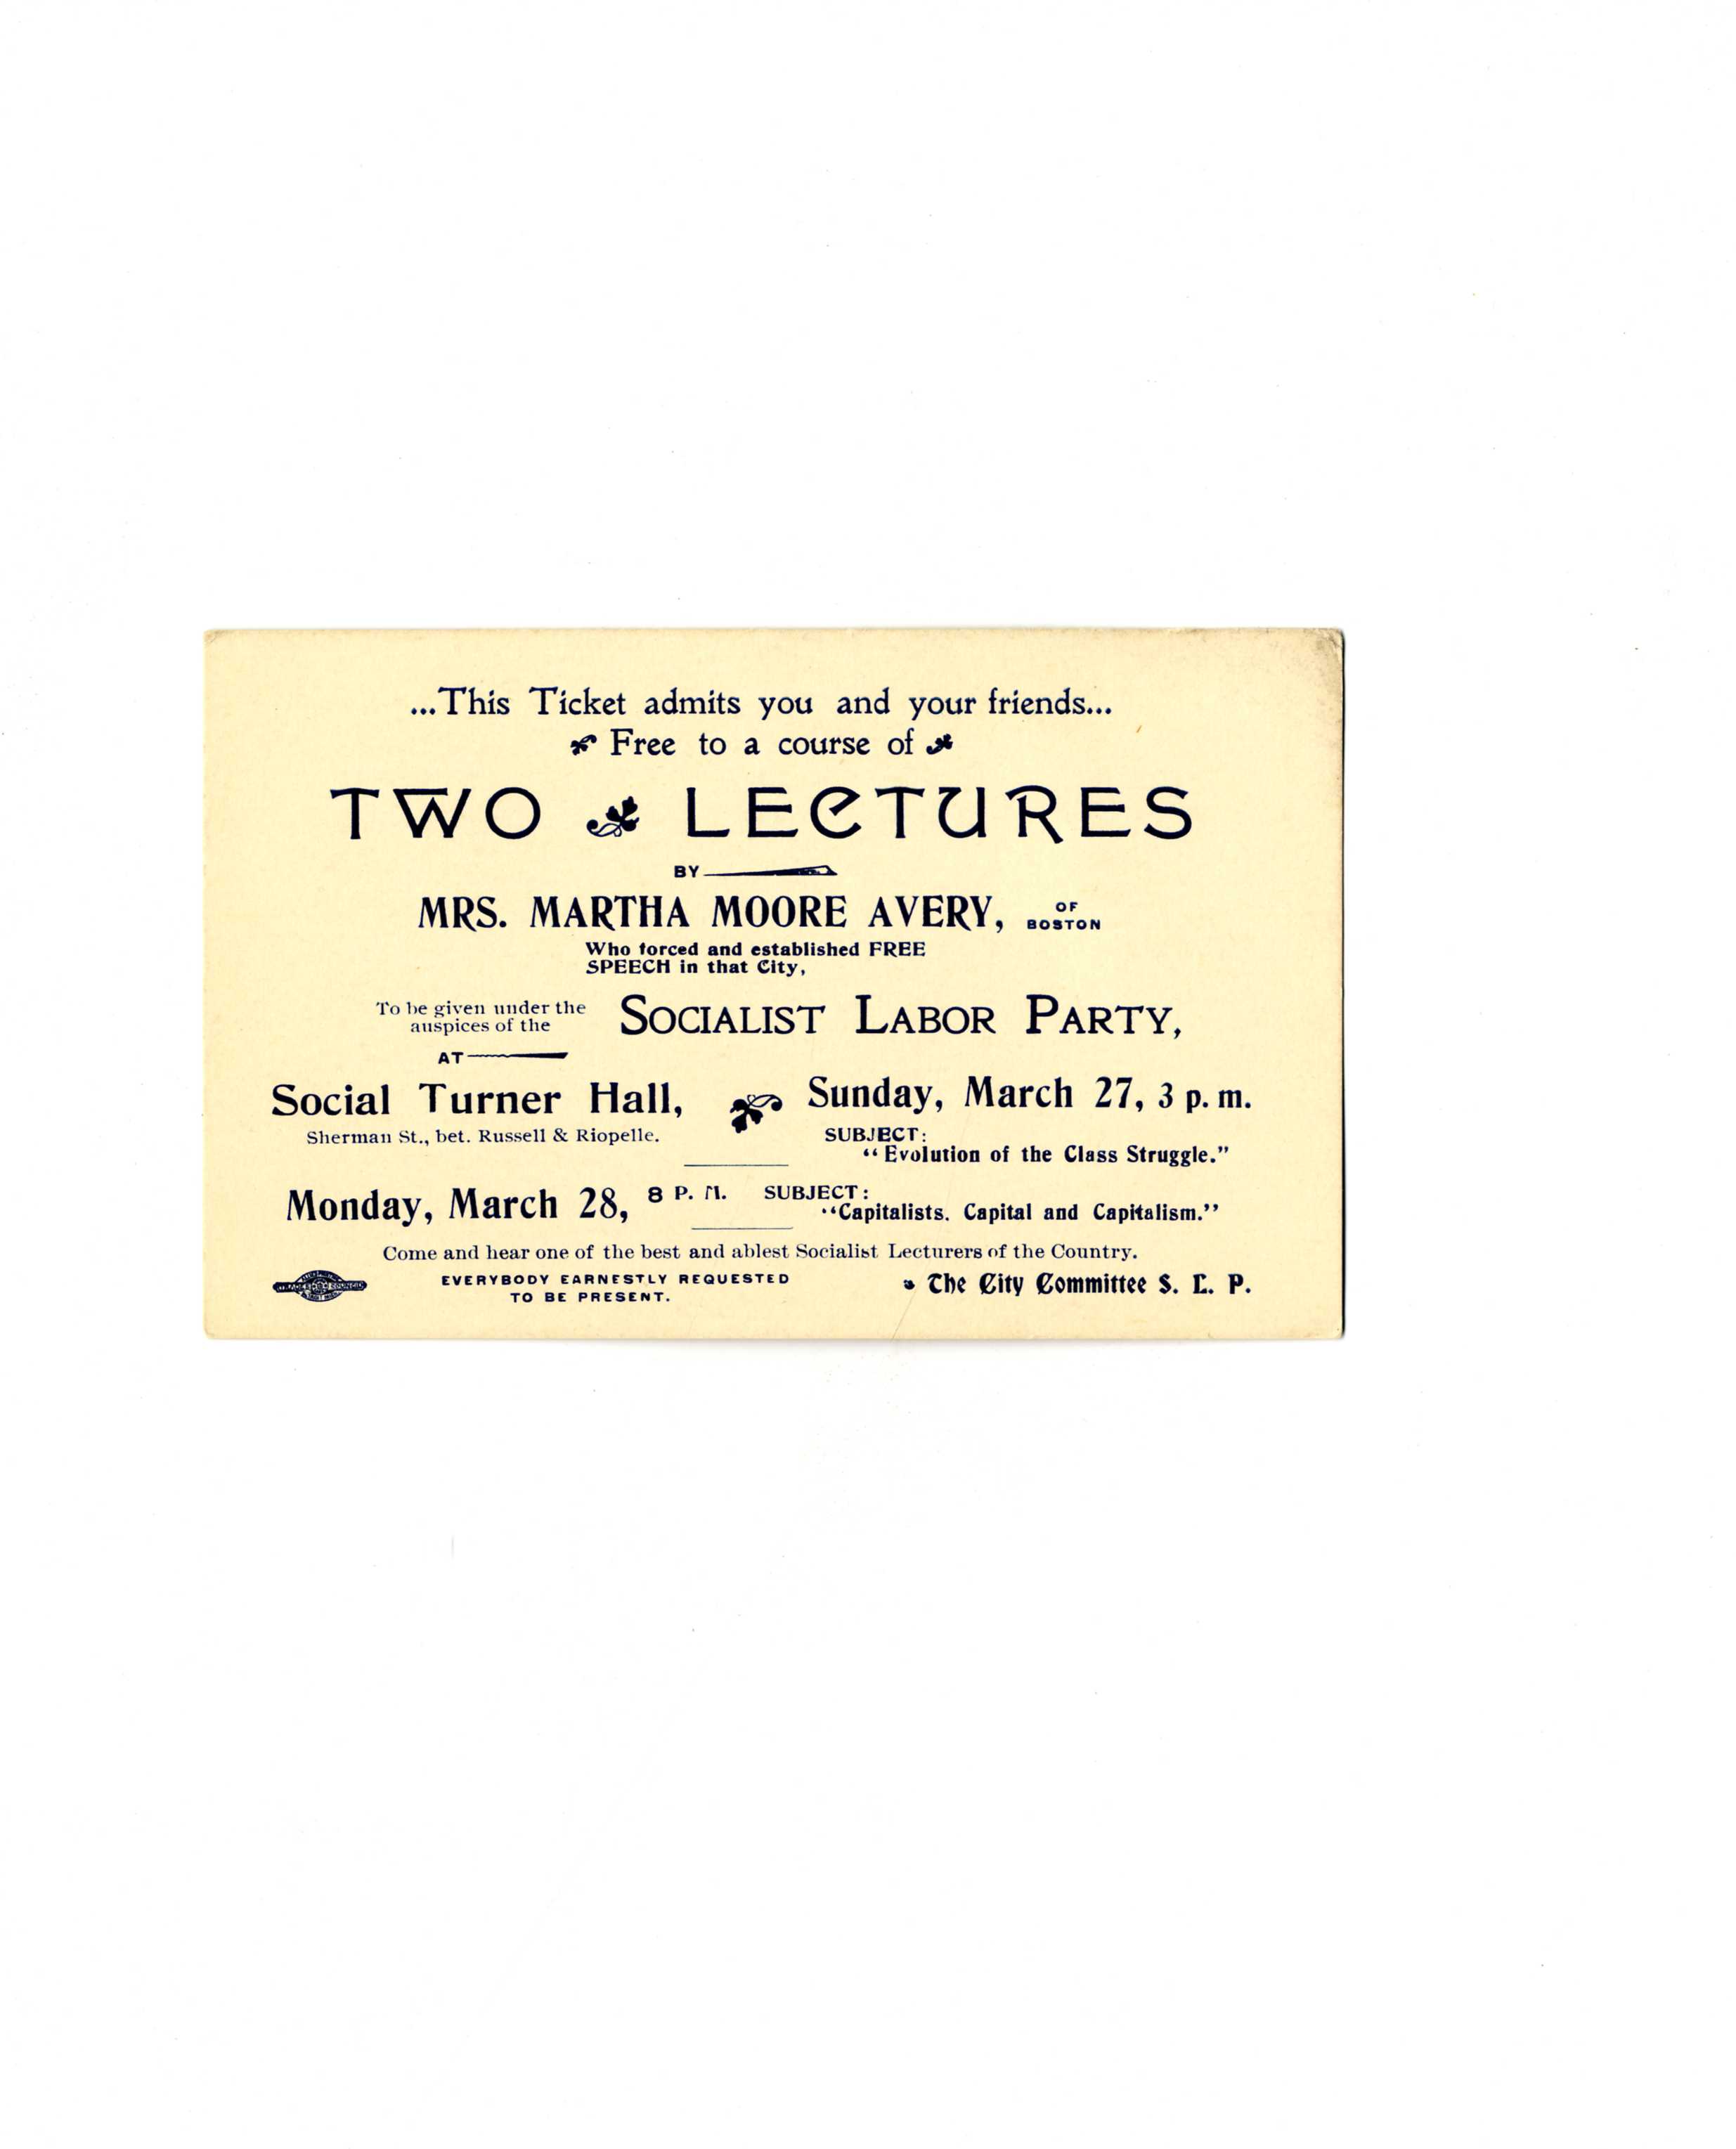 ...This Ticket admits you and your friends...
Free to a course of
TWO LECTURES
BY
MRS. MARTHA MOORE AVERY, OF BOSTON
Who forced and established FREE
SPEECH in that City,
To be given under the auspices of the SOCIALIST LABOR PARTY,
AT
Social Turner Hall,
Sherman St., bet. Russell & Riopelle.
Sunday, March 27, 3 p. m.
SUBJECT:
"Evolution of the Class Struggle."
Monday, March 28, 8 P. M. SUBJECT:
"Capitalists. Capital and Capitalism."
Come and hear one of the best and ablest Socialist Lecturers of the Country.
EVERYBODY EARNESTLY REQUESTED
TO BE PRESENT.
The City Committee S. L. P.